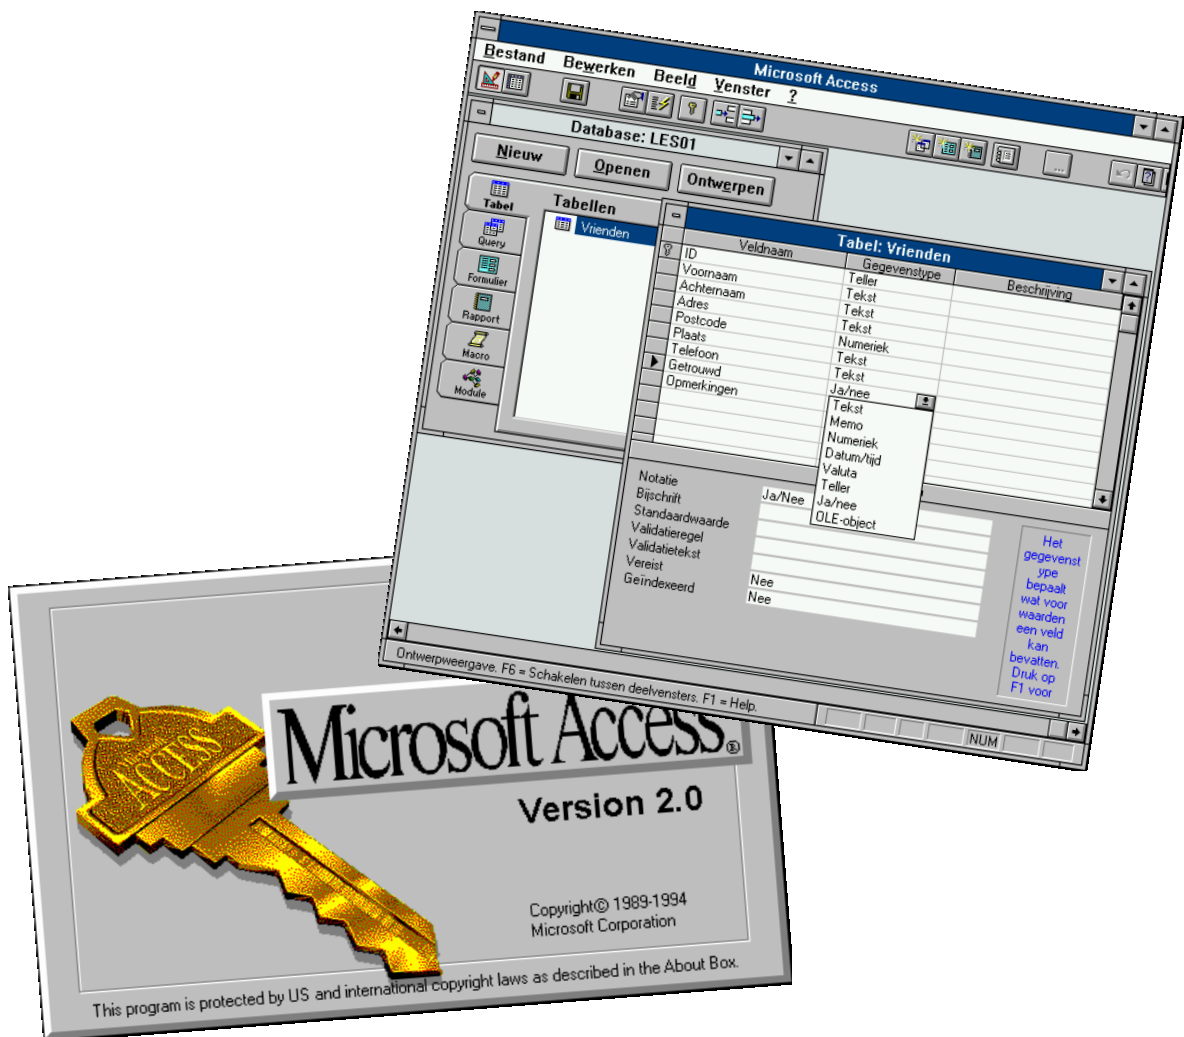 Microsoft Access
Bestand Bewerken Beeld Venster ?
Database: LES01
Nieuw Openen Ontwerpen
Tabel
Query
Formulier
Rapport
Macro
Module
Tabellen
Vrienden
Tabel: Vrienden
Veldnaam Gegevenstype Beschrijving
ID Teller
Voornaam Tekst
Achternaam Tekst
Adres Tekst
Postcode Numeriek
Plaats Tekst
Telefoon Tekst
Getrouwd Ja/nee
Opmerkingen
Tekst
Memo
Numeriek
Datum/tijd
Valuta
Teller
Ja/nee
OLE-object
Notatie Ja/Nee
Bijschrift
Standaardwaarde
Validatieregel
Validatietekst
Vereist Nee
Geïndexeerd Nee
Het
gegevenst
ype
bepaalt
wat voor
waarden
een veld
kan
bevatten.
Druk op
F1 voor
Ontwerpweergave. F6 = Schakelen tussen deelvensters. F1 = Help.
NUM
Microsoft Access®
Version 2.0
ACCESS
Copyright© 1989-1994
Microsoft Corporation
This program is protected by US and international copyright laws as described in the About Box.